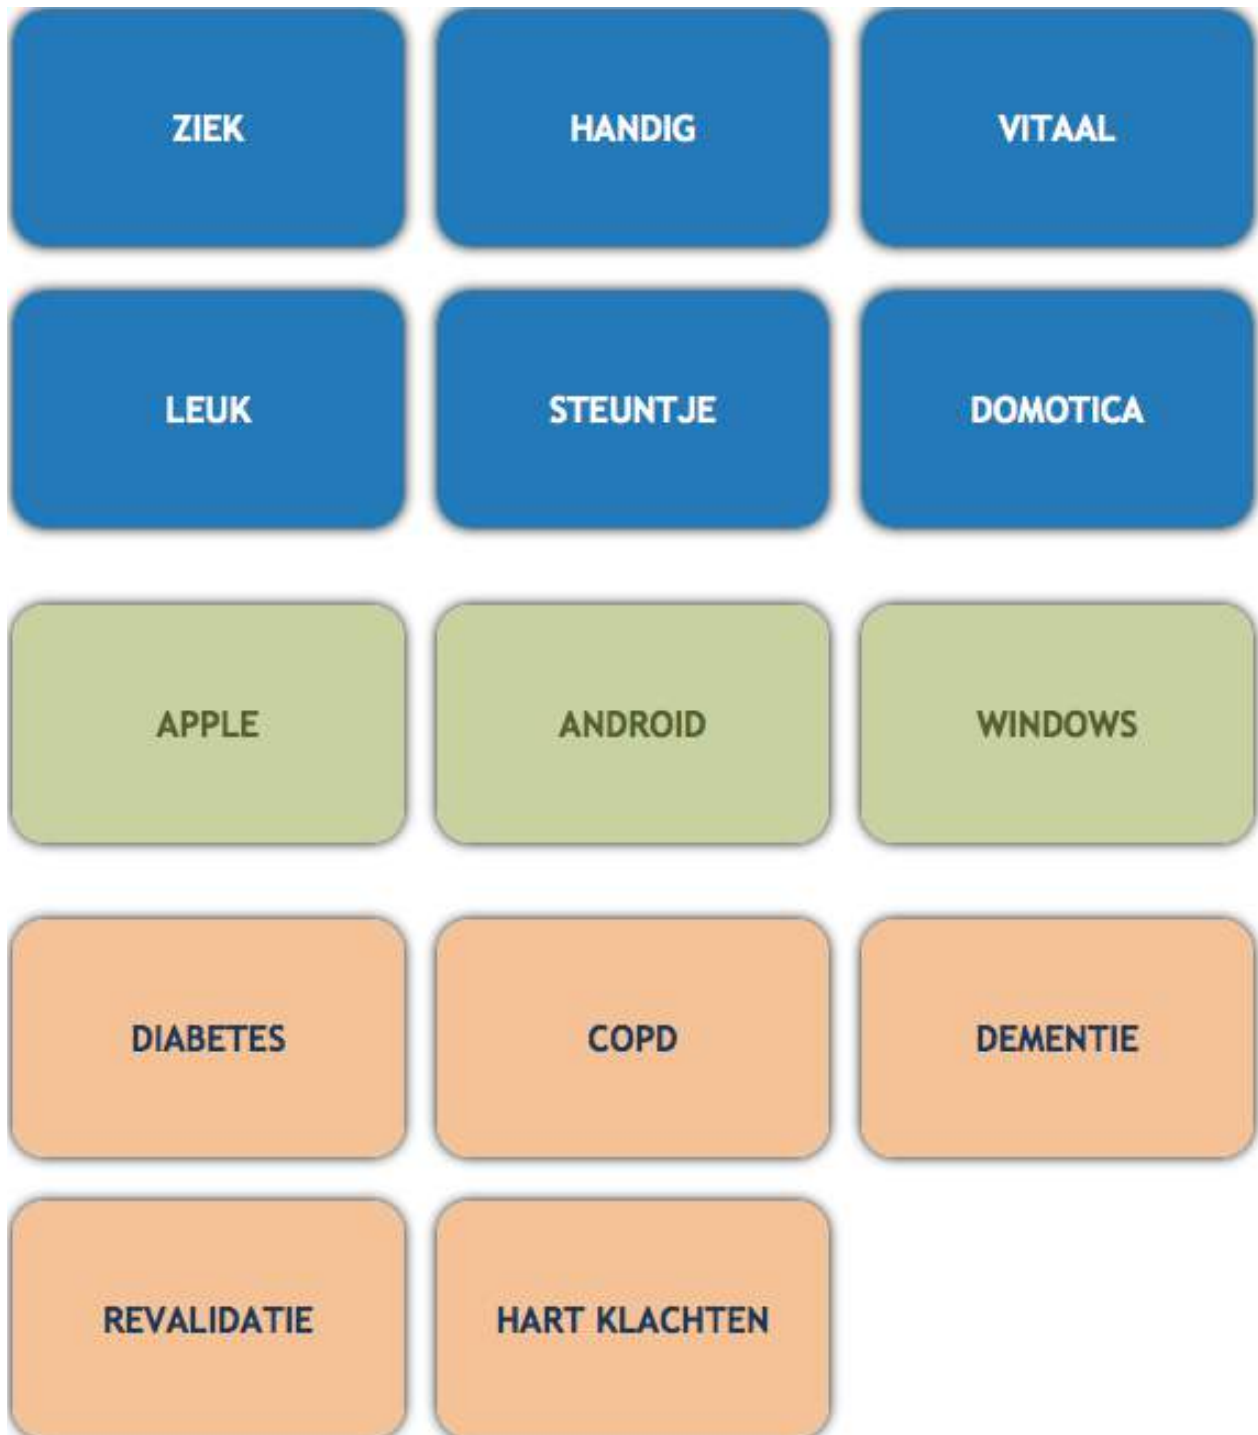 ZIEK
HANDIG
VITAAL
LEUK
STEUNTJE
DOMOTICA
APPLE
ANDROID
WINDOWS
DIABETES
COPD
DEMENTIE
REVALIDATIE
HART KLACHTEN